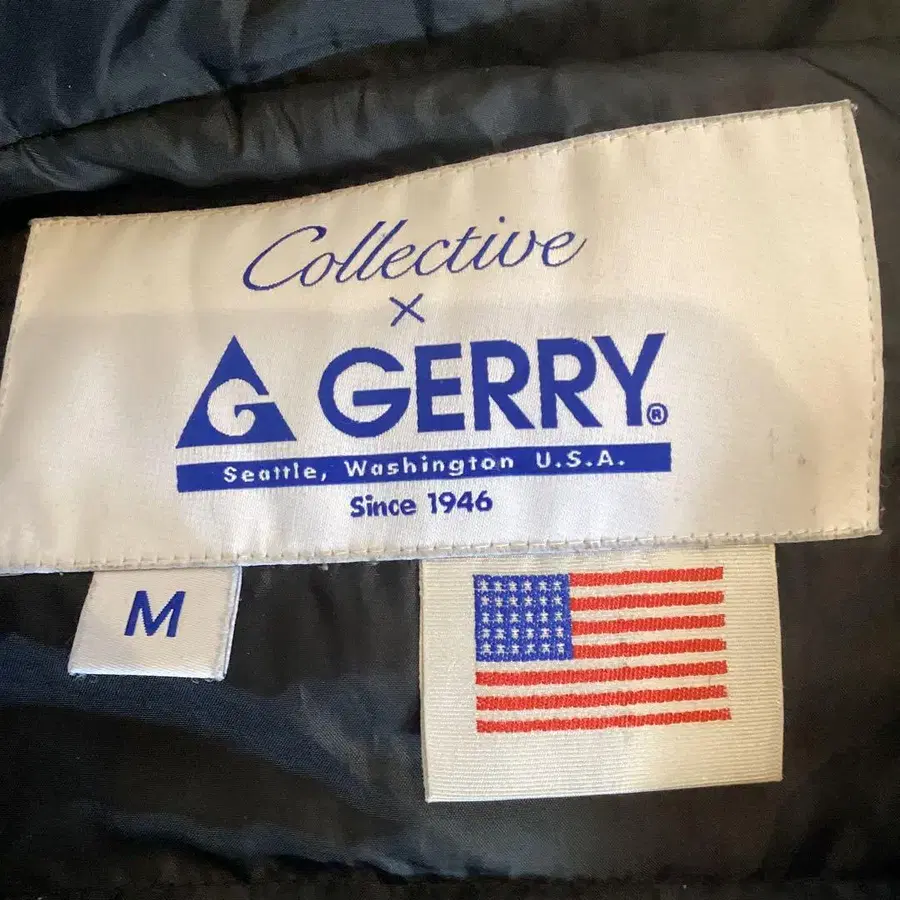 Collective
×
G GERRY®
Seattle, Washington U.S.A.
Since 1946
M